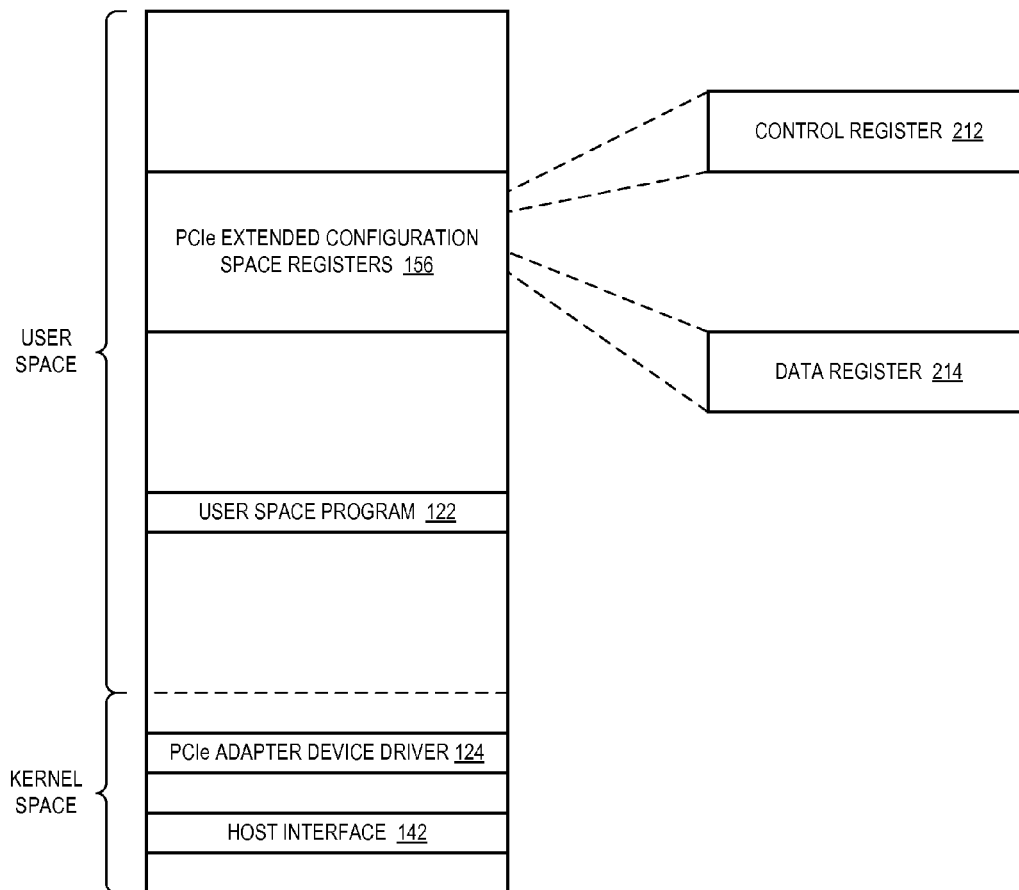 CONTROL REGISTER 212
PCIe EXTENDED CONFIGURATION
SPACE REGISTERS 156
USER
SPACE
DATA REGISTER 214
USER SPACE PROGRAM 122
PCIe ADAPTER DEVICE DRIVER 124
KERNEL
SPACE
HOST INTERFACE 142